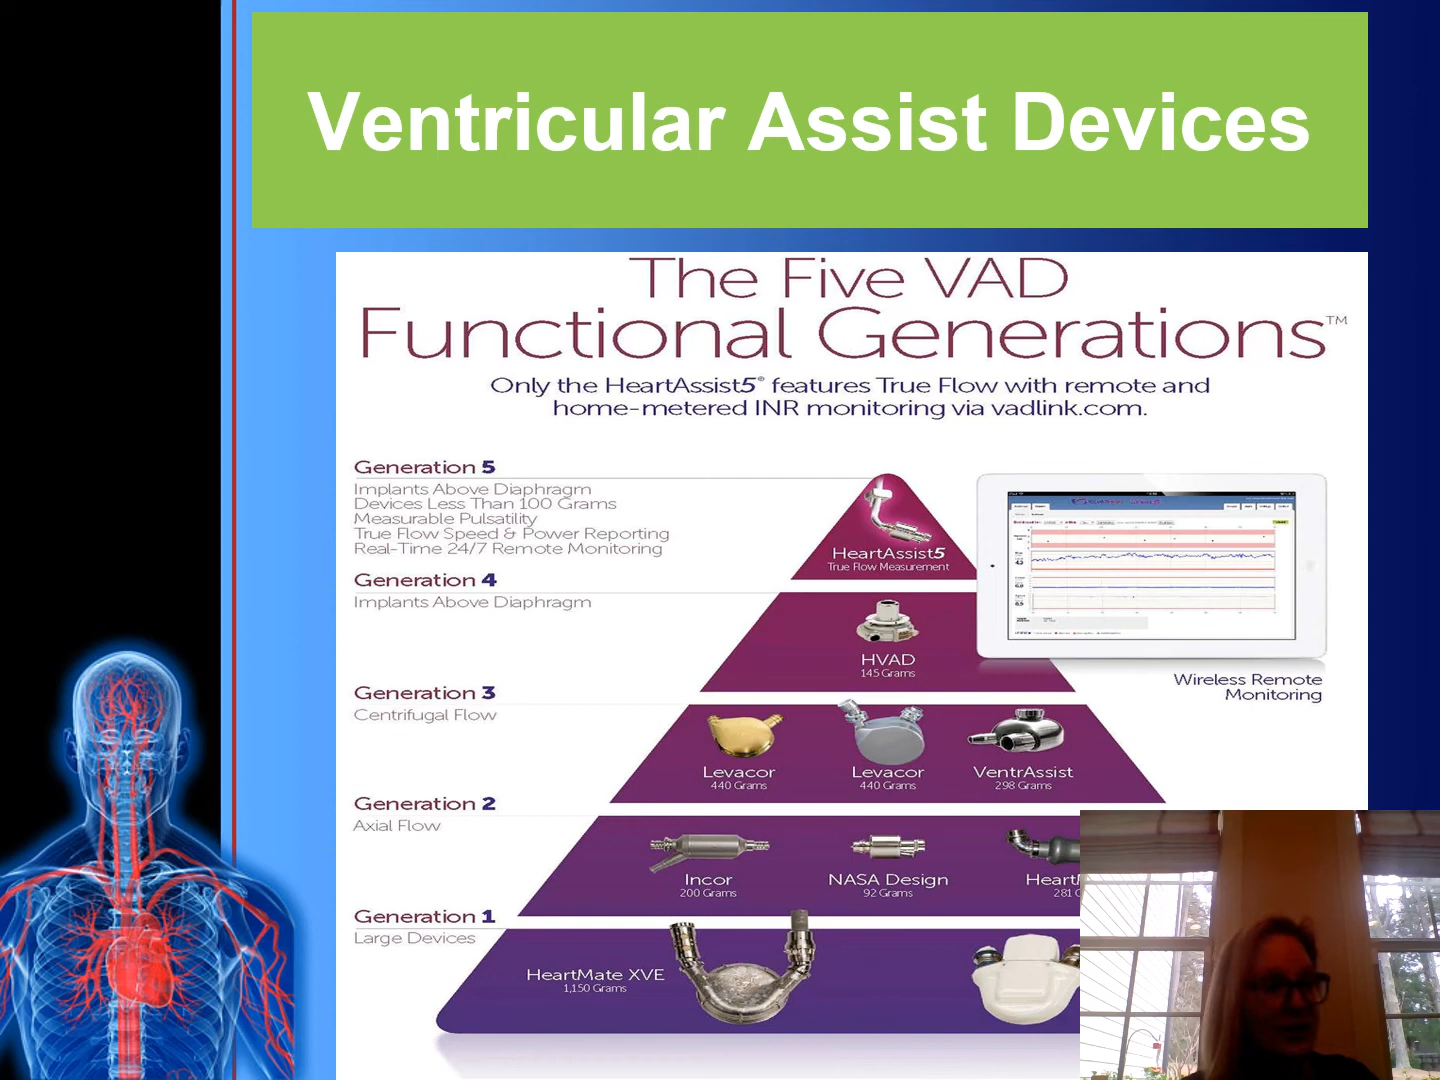 Ventricular Assist Devices
The Five VAD
Functional Generations™
Only the HeartAssist5® features True Flow with remote and
home-metered INR monitoring via vadlink.com.
Generation 5
Implants Above Diaphragm
Devices Less Than 100 Grams
Measurable Pulsatility
True Flow Speed & Power Reporting
Real-Time 24/7 Remote Monitoring
HeartAssist5
True Flow Measurement
Generation 4
Implants Above Diaphragm
HVAD
145 Grams
Wireless Remote
Monitoring
Generation 3
Centrifugal Flow
Levacor
440 Grams
Levacor
440 Grams
VentrAssist
298 Grams
Generation 2
Axial Flow
Incor
200 Grams
NASA Design
92 Grams
Heart
281
Generation 1
Large Devices
HeartMate XVE
1,150 Grams